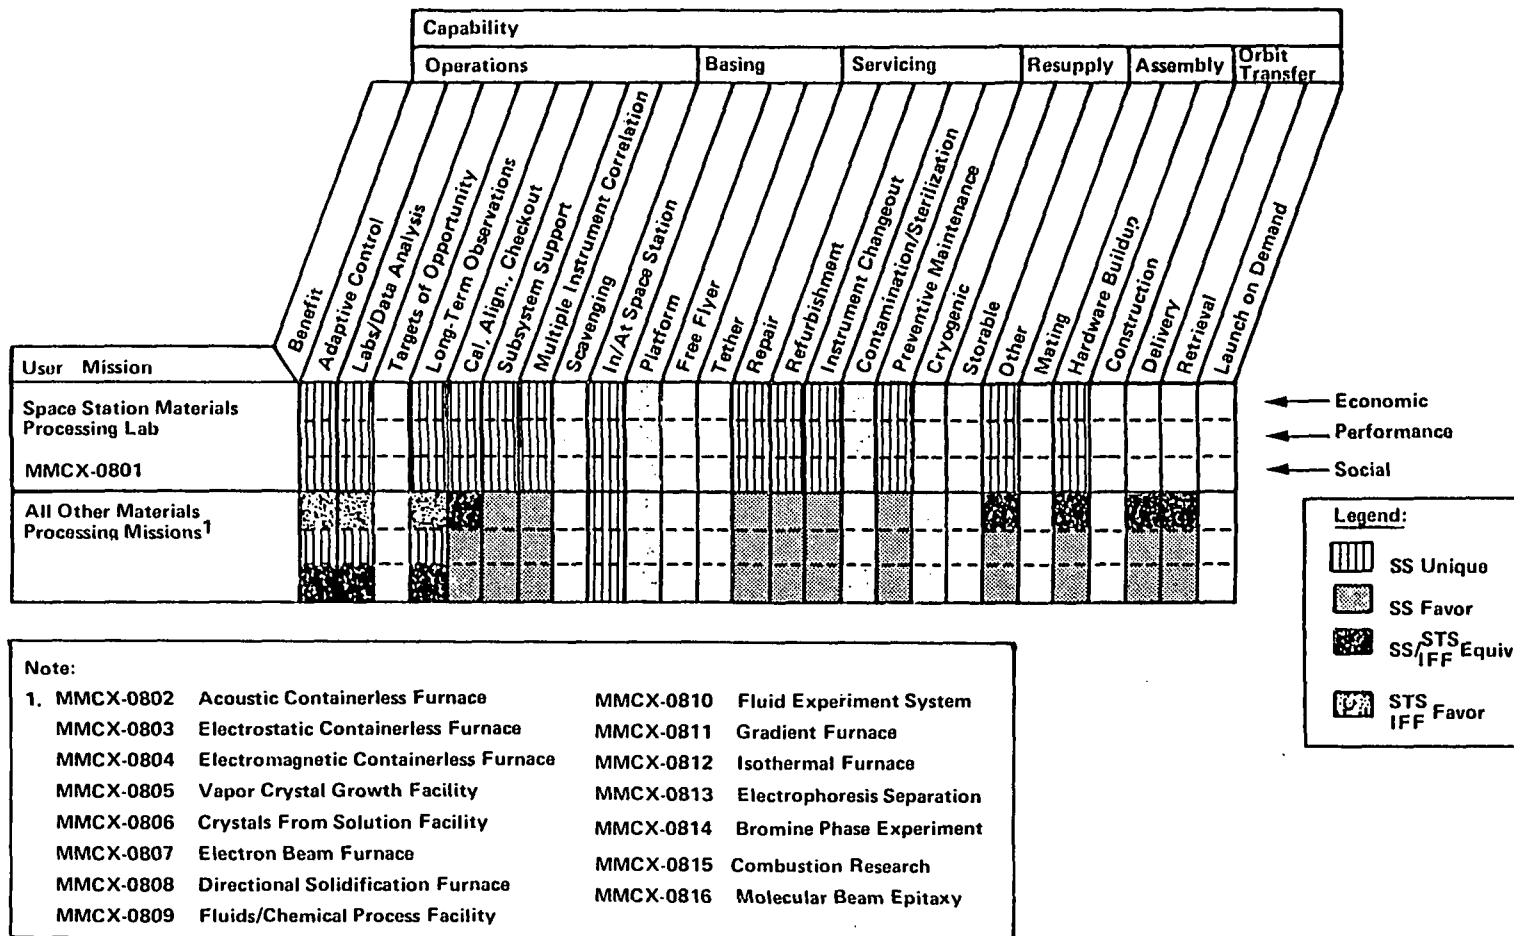 Capability
Operations
Basing
Servicing
Resupply
Assembly
Orbit
Transfer
Benefit
Adaptive Control
Labs/Data Analysis
Targets of Opportunity
Long-Term Observations
Cal, Align., Checkout
Subsystem Support
Multiple Instrument Correlation
Scavenging
In/At Space Station
Platform
Free Flyer
Tether
Repair
Refurbishment
Instrument Changeout
Contamination/Sterilization
Preventive Maintenance
Cryogenic
Storable
Other
Mating
Hardware Buildup
Construction
Delivery
Retrieval
Launch on Demand
User Mission
Space Station Materials
Processing Lab
MMCX-0801
All Other Materials
Processing Missions1
Economic
Performance
Social
Legend:
SS Unique
SS Favor
SS/STS IFF Equiv
STS
IFF Favor
Note:
1. MMCX-0802 Acoustic Containerless Furnace
MMCX-0803 Electrostatic Containerless Furnace
MMCX-0804 Electromagnetic Containerless Furnace
MMCX-0805 Vapor Crystal Growth Facility
MMCX-0806 Crystals From Solution Facility
MMCX-0807 Electron Beam Furnace
MMCX-0808 Directional Solidification Furnace
MMCX-0809 Fluids/Chemical Process Facility
MMCX-0810 Fluid Experiment System
MMCX-0811 Gradient Furnace
MMCX-0812 Isothermal Furnace
MMCX-0813 Electrophoresis Separation
MMCX-0814 Bromine Phase Experiment
MMCX-0815 Combustion Research
MMCX-0816 Molecular Beam Epitaxy